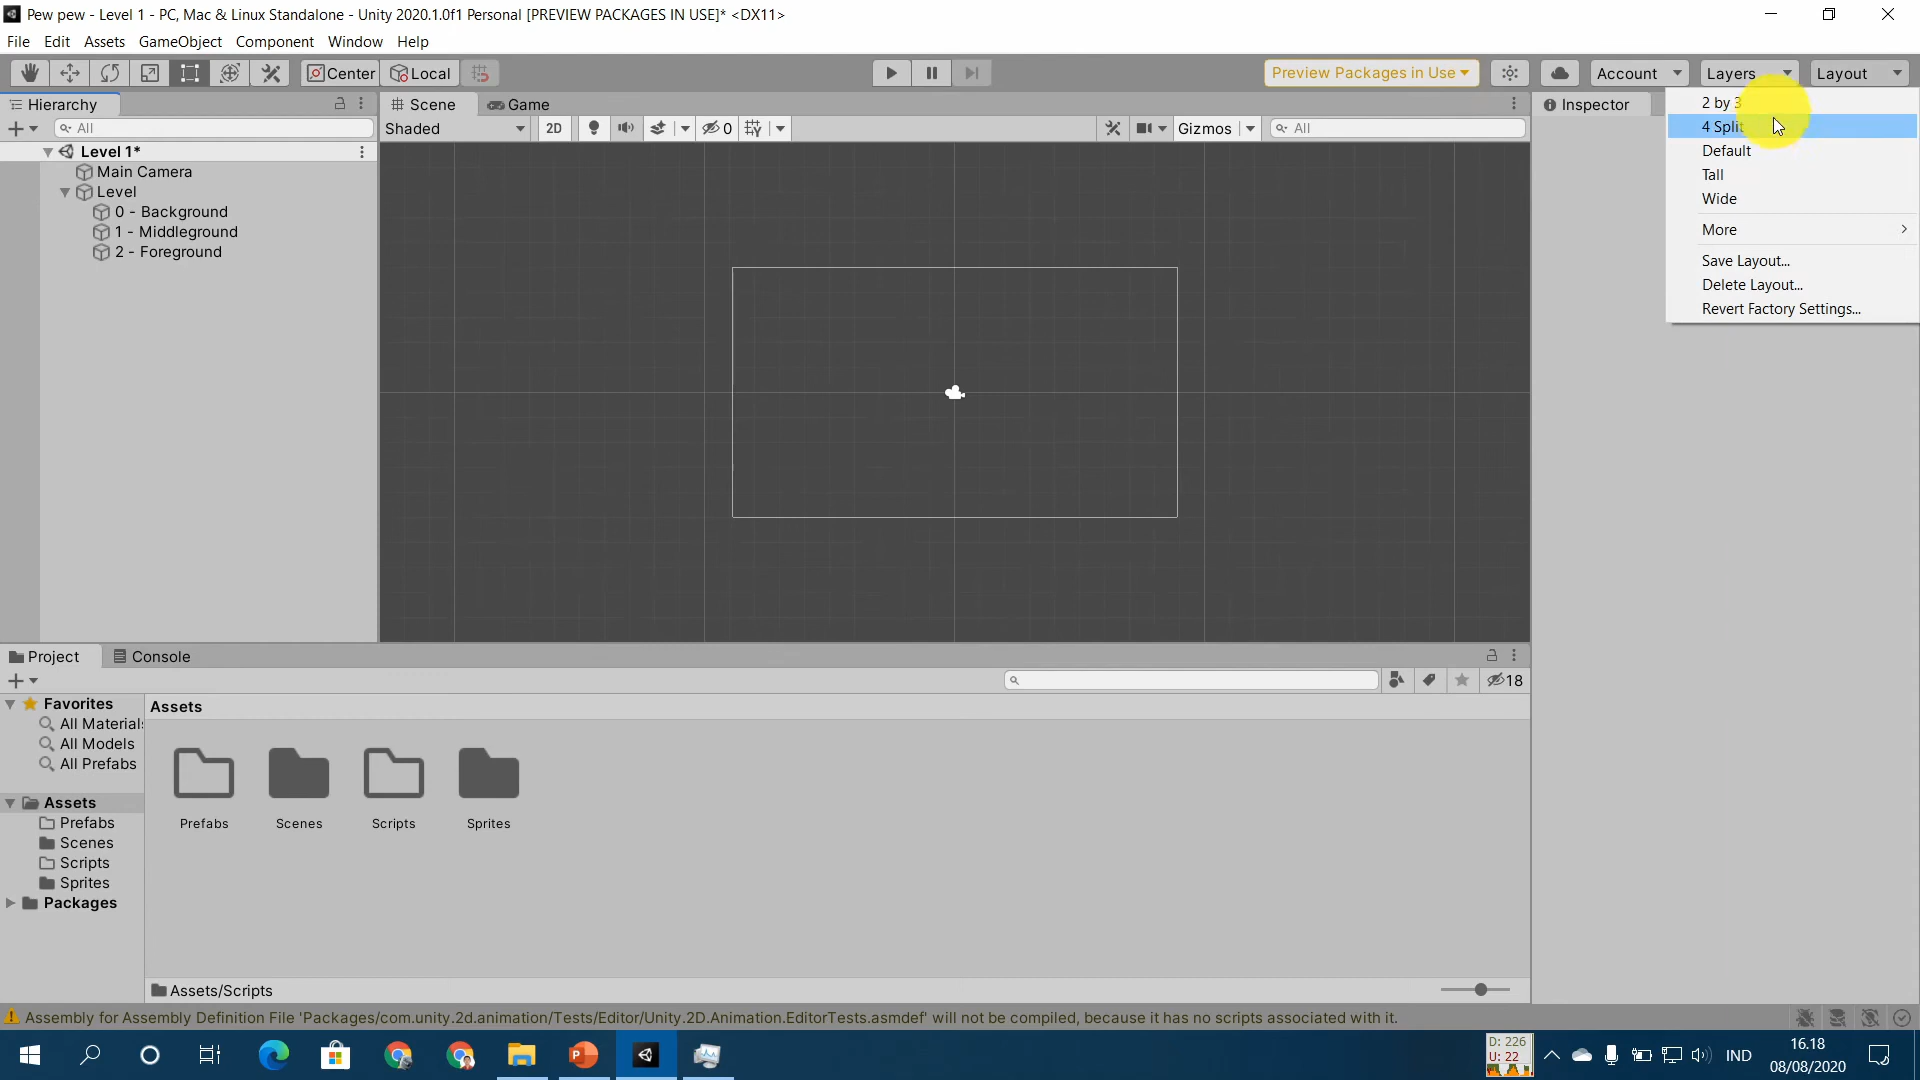 Pew pew - Level 1 - PC, Mac & Linux Standalone - Unity 2020.1.0f1 Personal [PREVIEW PACKAGES IN USE]* <DX11>
File Edit Assets GameObject Component Window Help
Center Local Preview Packages in Use Account Layers Layout
Hierarchy
All
Level 1*
Main Camera
Level
0 - Background
1 - Middleground
2 - Foreground
Scene Game
Shaded 2D 0 Gizmos All
Inspector
2 by 3
4 Split
Default
Tall
Wide
More
Save Layout...
Delete Layout...
Revert Factory Settings...
Project Console
18
Favorites
All Materials
All Models
All Prefabs
Assets
Prefabs
Scenes
Scripts
Sprites
Packages
Assets
Prefabs Scenes Scripts Sprites
Assets/Scripts
Assembly for Assembly Definition File 'Packages/com.unity.2d.animation/Tests/Editor/Unity.2D.Animation.EditorTests.asmdef' will not be compiled, because it has no scripts associated with it.
D: 226
U: 22
IND
16.18
08/08/2020